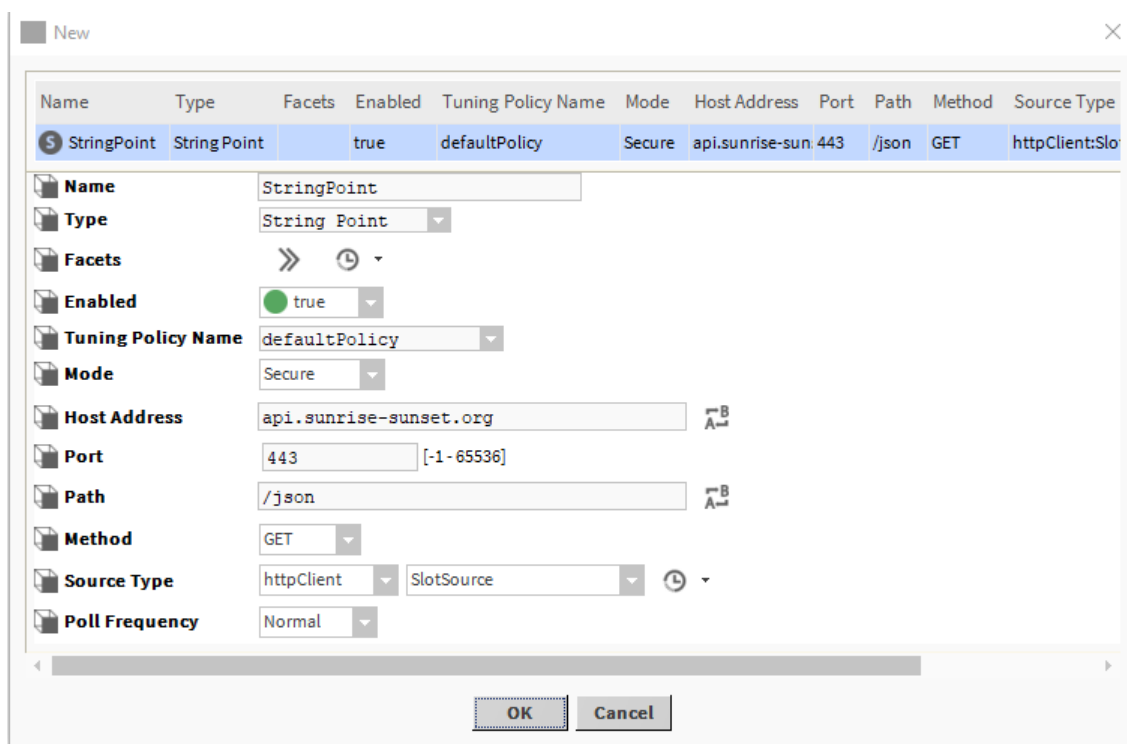 New
Name Type Facets Enabled Tuning Policy Name Mode Host Address Port Path Method Source Type
S StringPoint String Point true defaultPolicy Secure api.sunrise-sun 443 /json GET httpClient:Slo
Name StringPoint
Type String Point
Facets
Enabled true
Tuning Policy Name defaultPolicy
Mode Secure
Host Address api.sunrise-sunset.org B A
Port 443 [-1 - 65536]
Path /json B A
Method GET
Source Type httpClient SlotSource
Poll Frequency Normal
OK Cancel